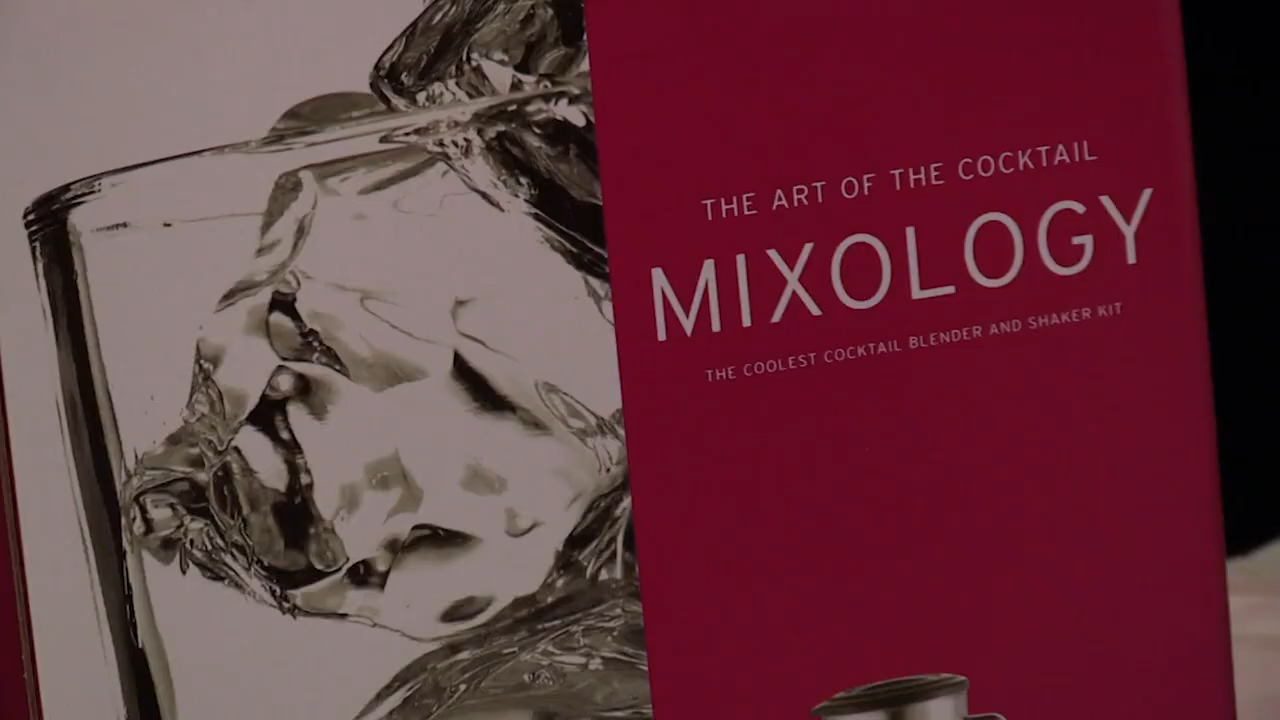 THE ART OF THE COCKTAIL
MIXOLOGY
THE COOLEST COCKTAIL BLENDER AND SHAKER KIT